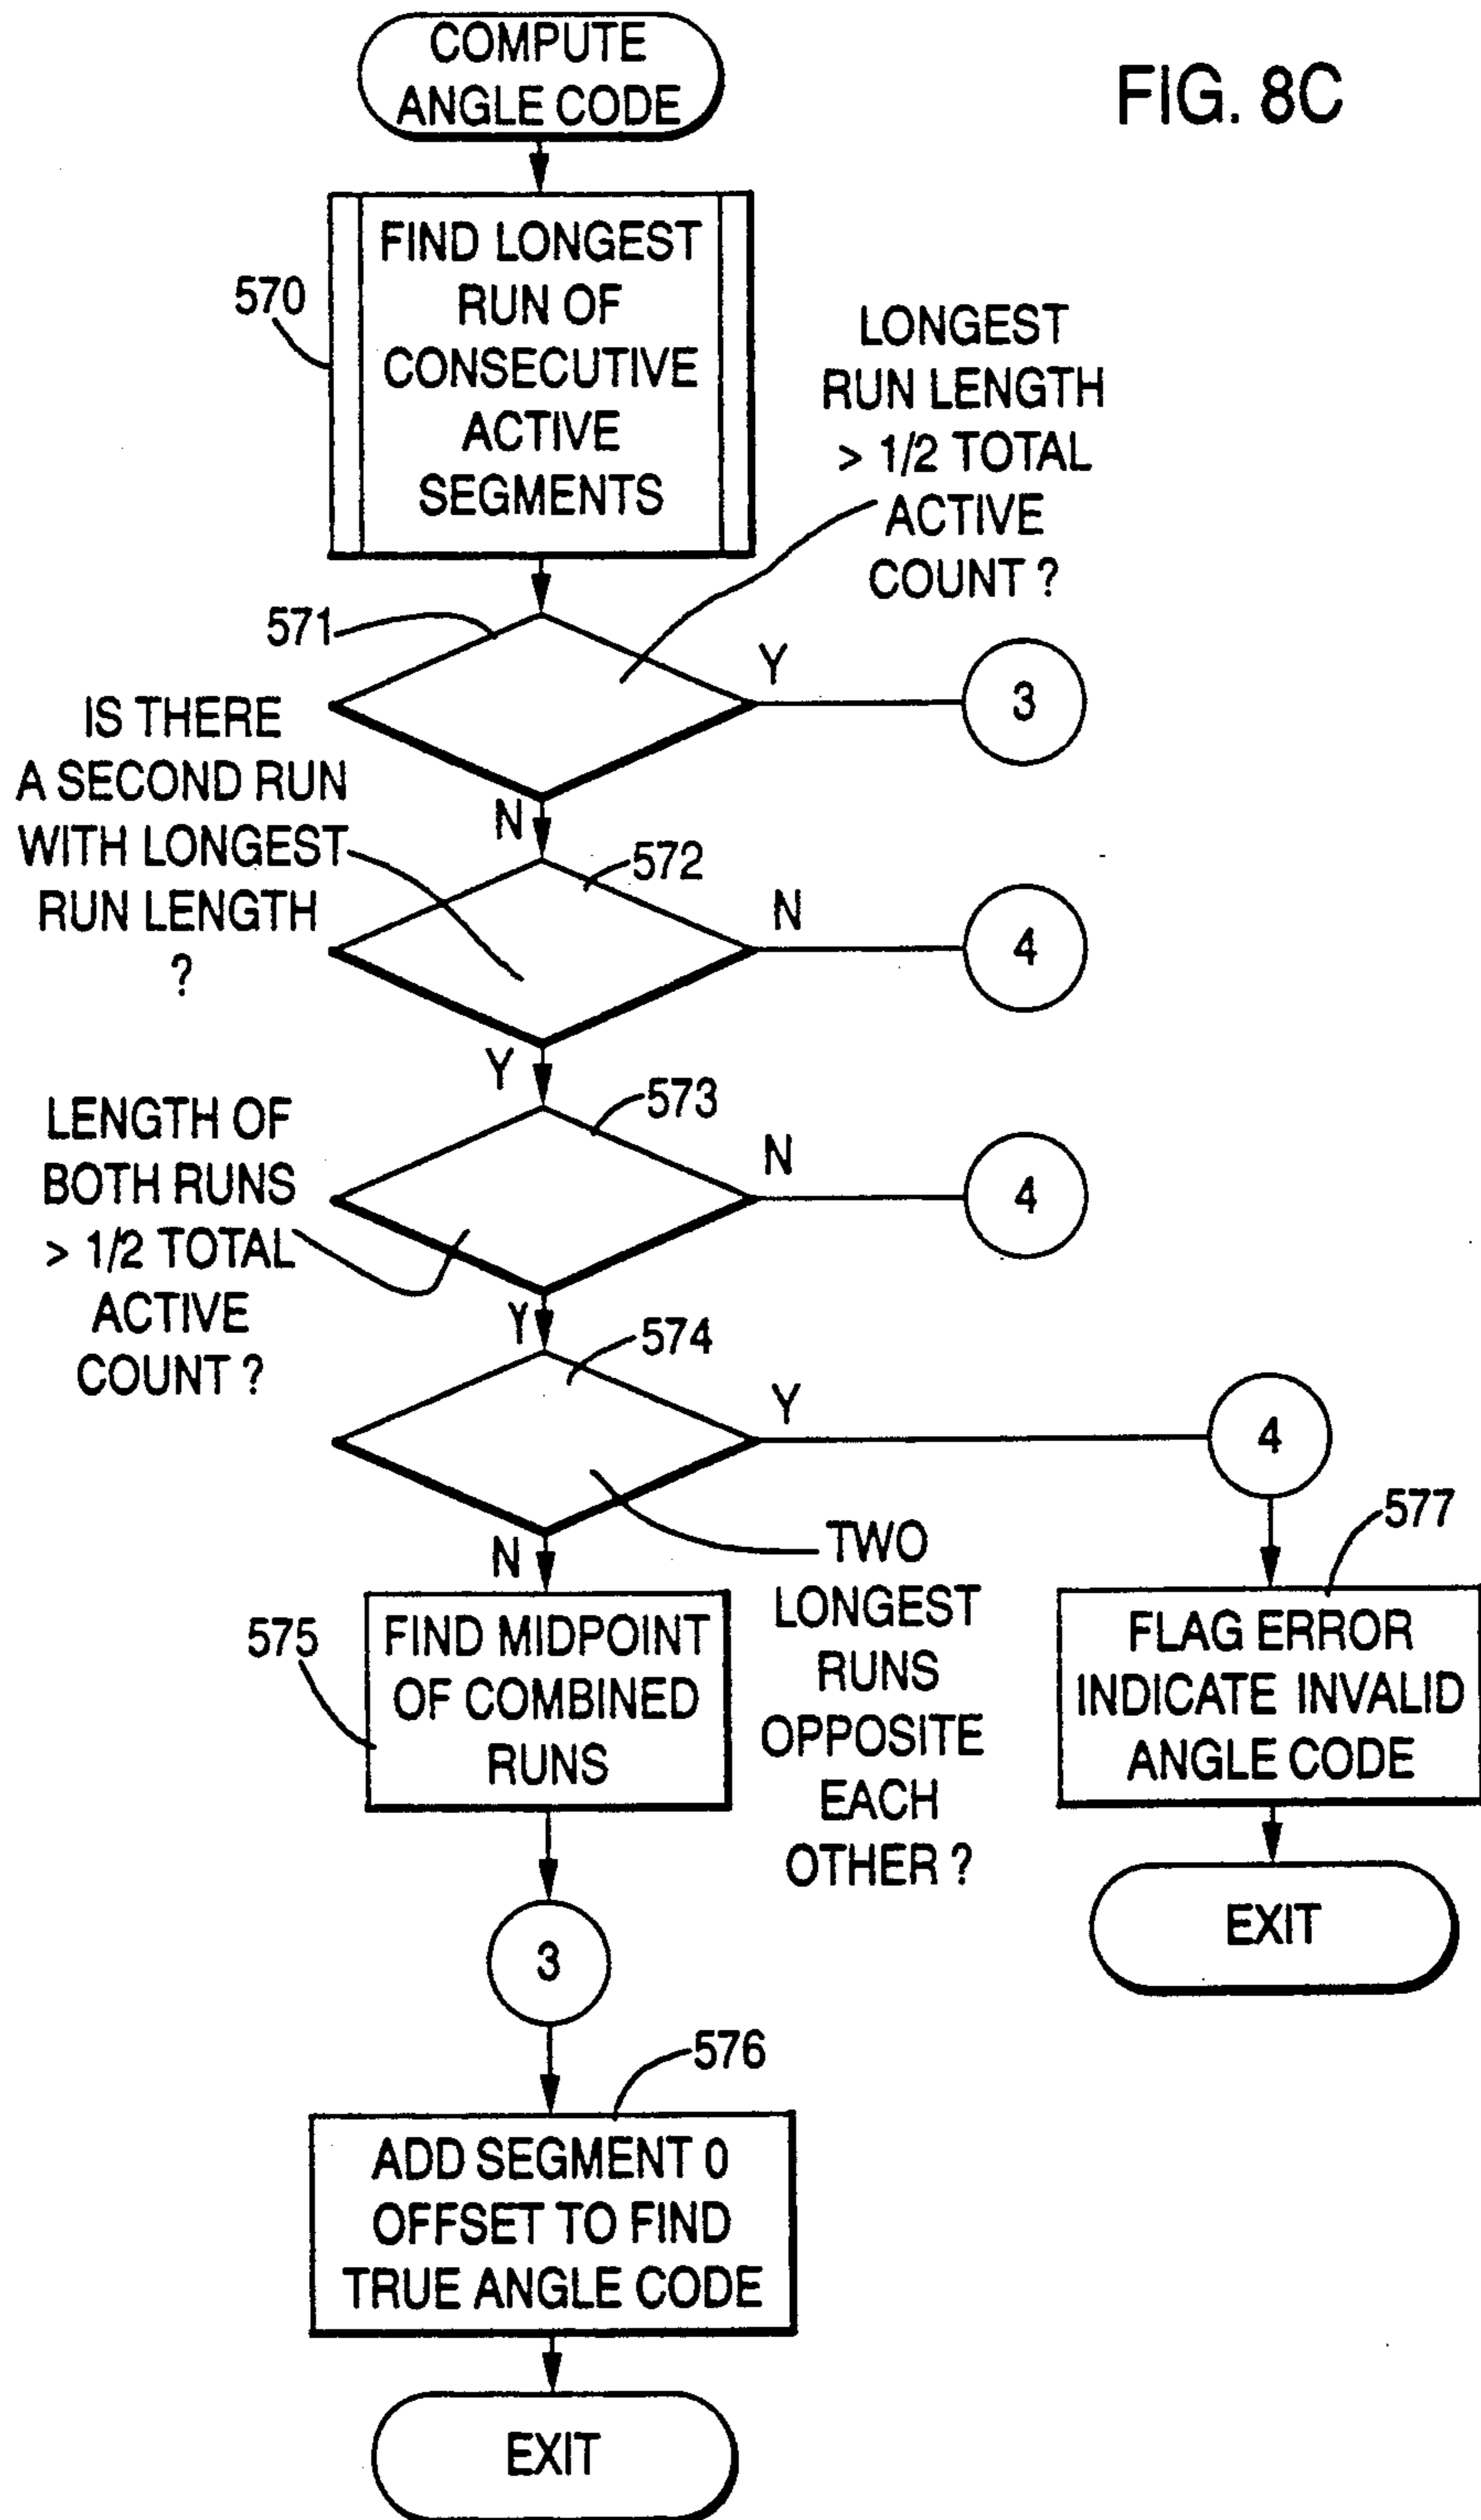 COMPUTE
ANGLE CODE
FIG. 8C
FIND LONGEST
RUN OF
CONSECUTIVE
ACTIVE
SEGMENTS
570
LONGEST
RUN LENGTH
> 1/2 TOTAL
ACTIVE
COUNT ?
571
Y
3
N
IS THERE
A SECOND RUN
WITH LONGEST
RUN LENGTH
?
572
N
4
Y
573
LENGTH OF
BOTH RUNS
> 1/2 TOTAL
ACTIVE
COUNT ?
N
4
Y
574
Y
4
N
TWO
LONGEST
RUNS
OPPOSITE
EACH
OTHER ?
575
FIND MIDPOINT
OF COMBINED
RUNS
577
FLAG ERROR
INDICATE INVALID
ANGLE CODE
EXIT
3
576
ADD SEGMENT 0
OFFSET TO FIND
TRUE ANGLE CODE
EXIT